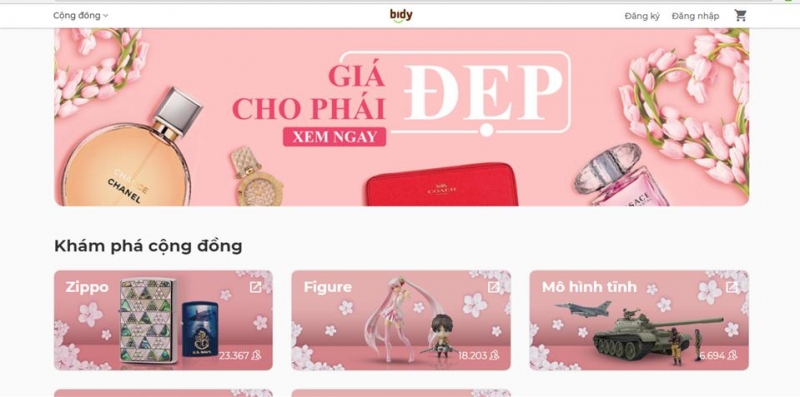 Cộng đồng
bidy
Đăng ký
Đăng nhập
GIÁ
CHO PHÁI
ĐẸP
XEM NGAY
CHANCE
CHANEL
COACH
Khám phá cộng đồng
Zippo
23.367
Figure
18.203
Mô hình tĩnh
6.694